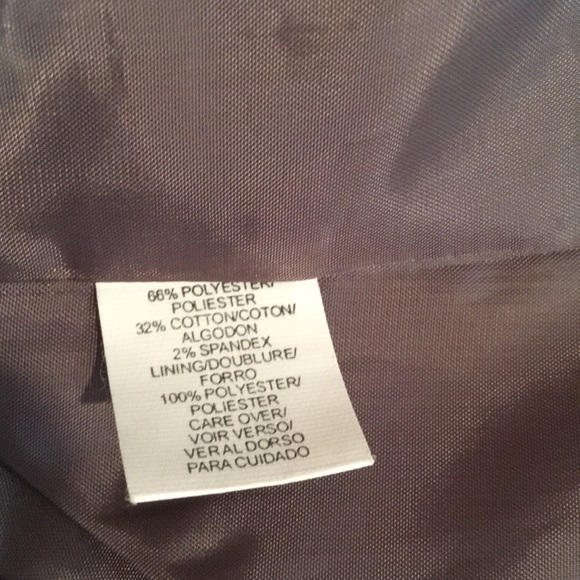 66% POLYESTER/
POLIESTER
32% COTTON/COTON/
ALGODON
2% SPANDEX
LINING/DOUBLURE/
FORRO
100% POLYESTER/
POLIESTER
CARE OVER/
VOIR VERSO/
VER AL DORSO
PARA CUIDADO